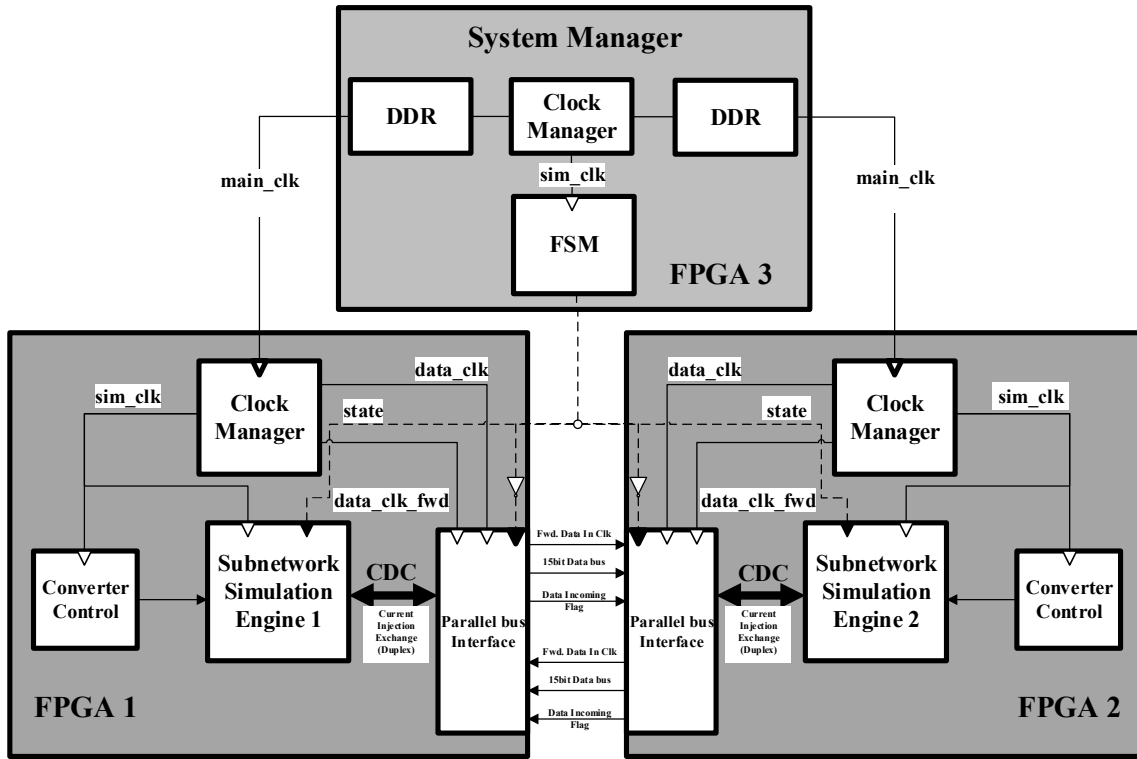 System Manager
DDR
Clock
Manager
DDR
sim_clk
FSM
FPGA 3
main_clk
main_clk
Clock
Manager
sim_clk
data_clk
state
data_clk_fwd
Subnetwork
Simulation
Engine 1
Converter
Control
CDC
Current
Injection
Exchange
(Duplex)
Parallel bus
Interface
FPGA 1
Fwd. Data In Clk
15bit Data bus
Data Incoming
Flag
Fwd. Data In Clk
15bit Data bus
Data Incoming
Flag
data_clk
state
Clock
Manager
sim_clk
data_clk_fwd
Parallel bus
Interface
CDC
Current
Injection
Exchange
(Duplex)
Subnetwork
Simulation
Engine 2
Converter
Control
FPGA 2